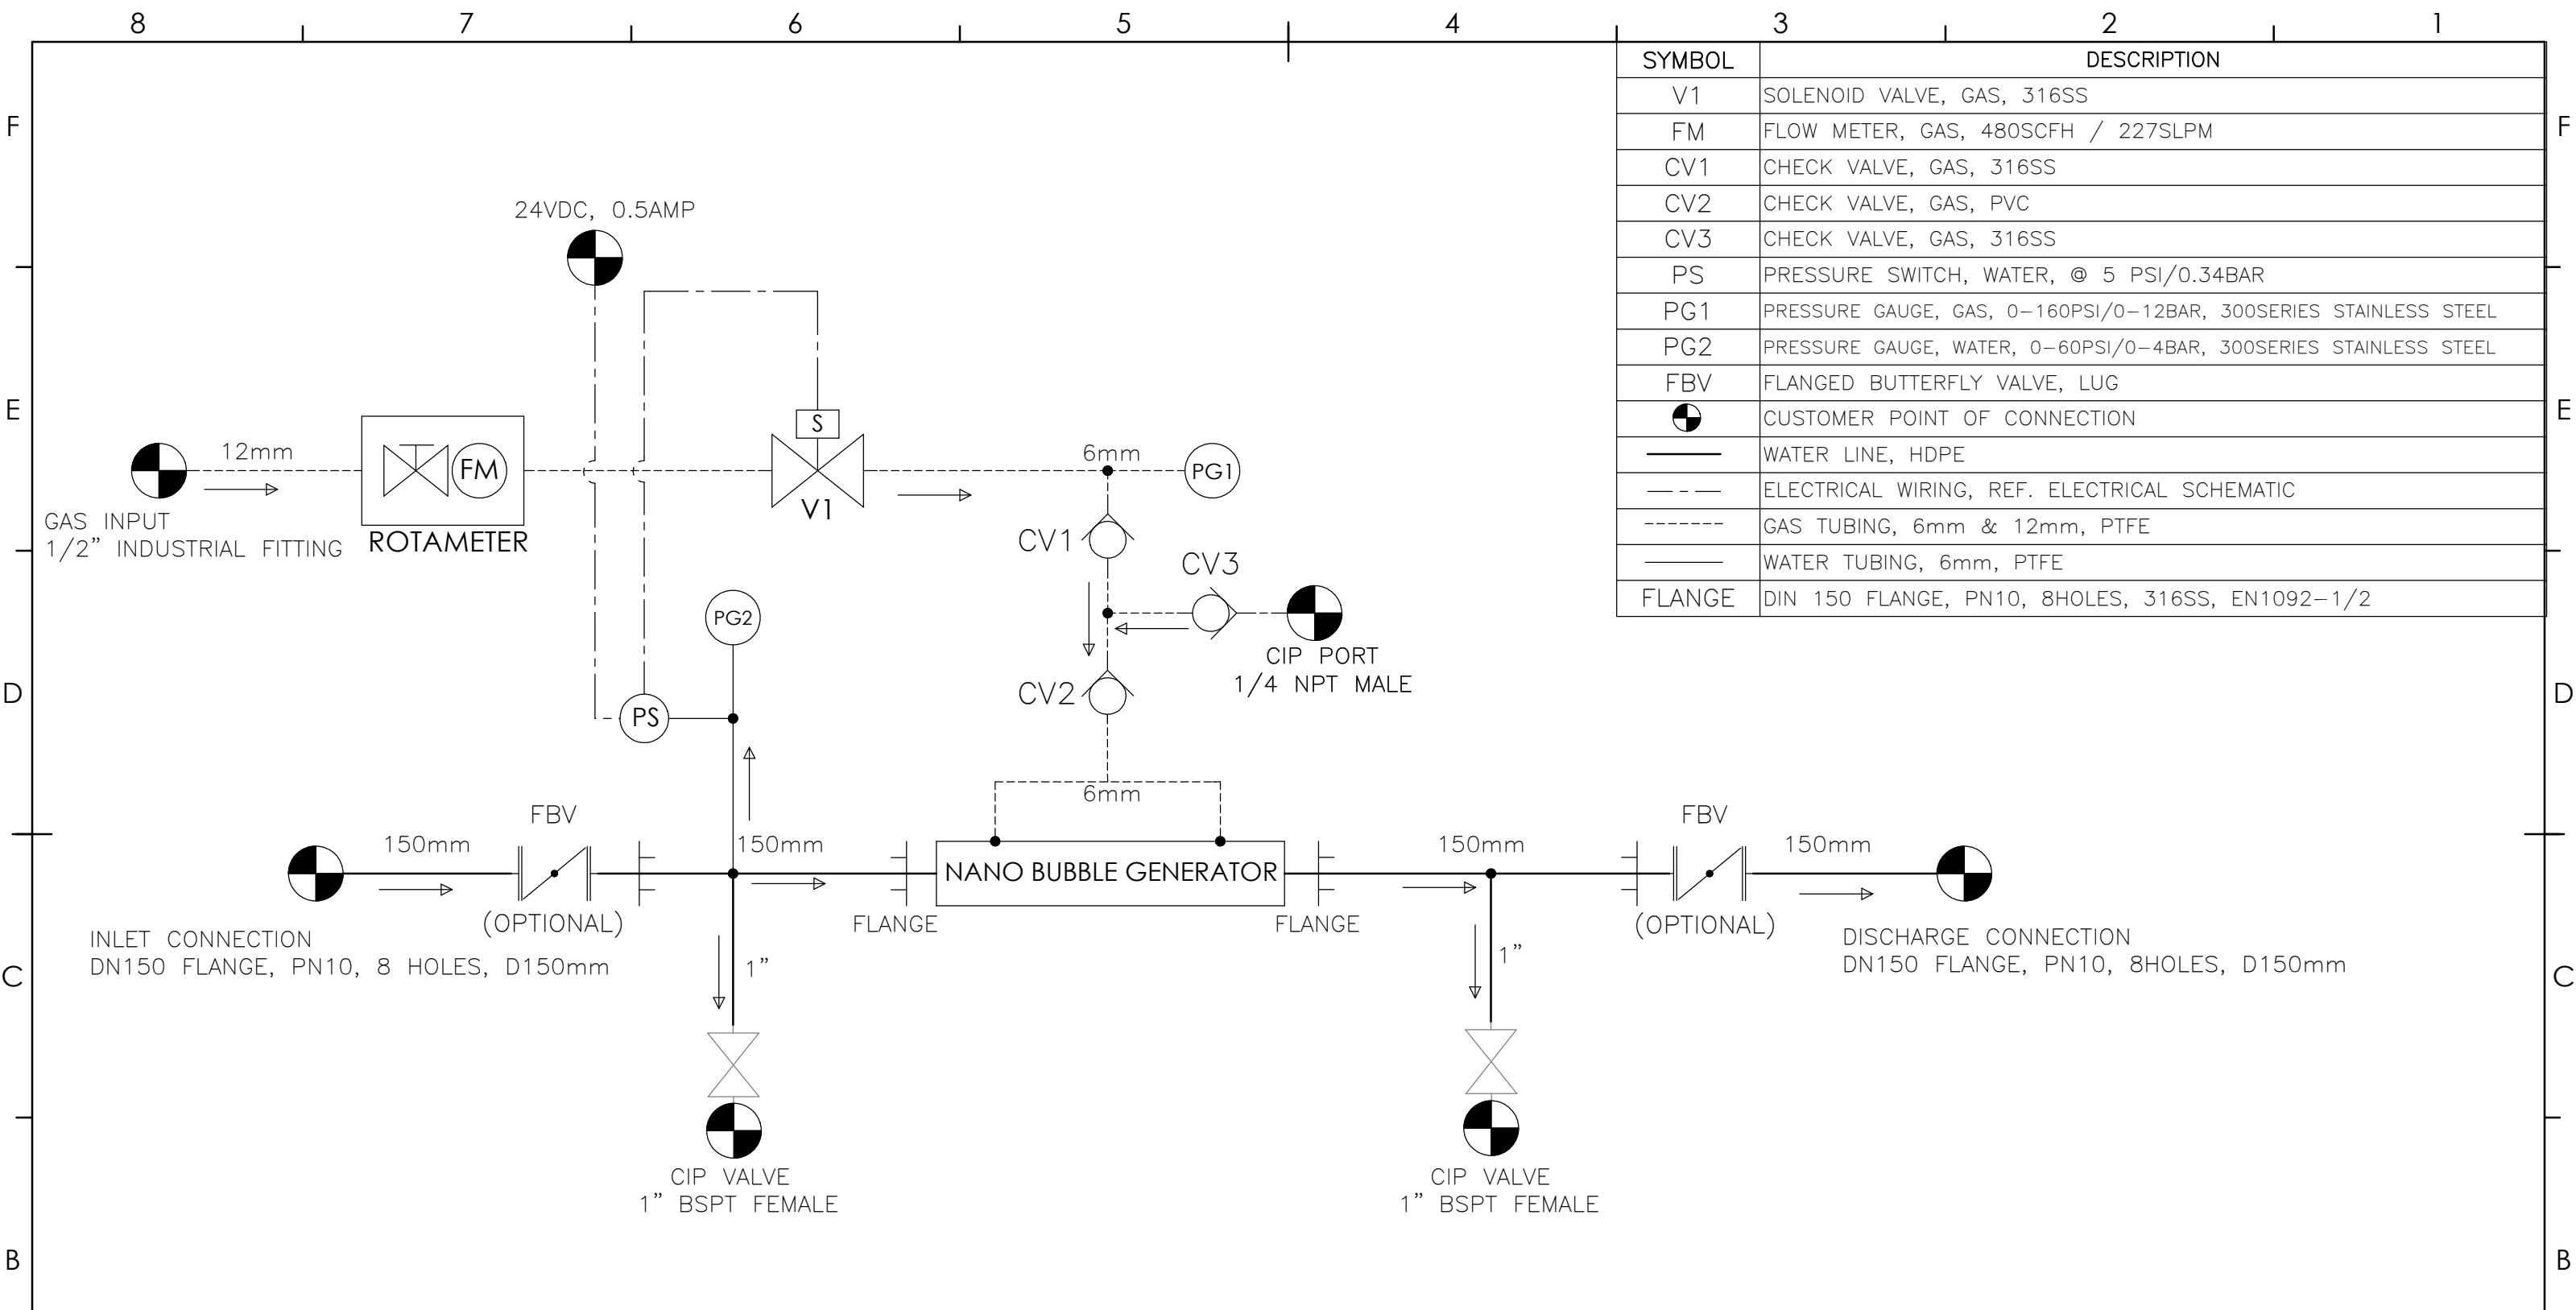 8 7 6 5 4 3 2 1
SYMBOL DESCRIPTION
V1 SOLENOID VALVE, GAS, 316SS
F FM FLOW METER, GAS, 480SCFH / 227SLPM F
CV1 CHECK VALVE, GAS, 316SS
CV2 CHECK VALVE, GAS, PVC
CV3 CHECK VALVE, GAS, 316SS
PS PRESSURE SWITCH, WATER, @ 5 PSI/0.34BAR
PG1 PRESSURE GAUGE, GAS, 0-160PSI/0-12BAR, 300SERIES STAINLESS STEEL
PG2 PRESSURE GAUGE, WATER, 0-60PSI/0-4BAR, 300SERIES STAINLESS STEEL
FBV FLANGED BUTTERFLY VALVE, LUG
CUSTOMER POINT OF CONNECTION
WATER LINE, HDPE
ELECTRICAL WIRING, REF. ELECTRICAL SCHEMATIC
GAS TUBING, 6mm & 12mm, PTFE
WATER TUBING, 6mm, PTFE
FLANGE DIN 150 FLANGE, PN10, 8HOLES, 316SS, EN1092-1/2
24VDC, 0.5AMP
E E
S
12mm
FM
6mm
PG1
V1
GAS INPUT
1/2" INDUSTRIAL FITTING
ROTAMETER
CV1
CV3
PG2
CIP PORT
1/4 NPT MALE
D D
CV2
PS
6mm
FBV
FBV
150mm
150mm
150mm
150mm
NANO BUBBLE GENERATOR
(OPTIONAL)
FLANGE
FLANGE
(OPTIONAL)
INLET CONNECTION
DN150 FLANGE, PN10, 8 HOLES, D150mm
DISCHARGE CONNECTION
DN150 FLANGE, PN10, 8HOLES, D150mm
1"
1"
C C
CIP VALVE
1" BSPT FEMALE
CIP VALVE
1" BSPT FEMALE
B B